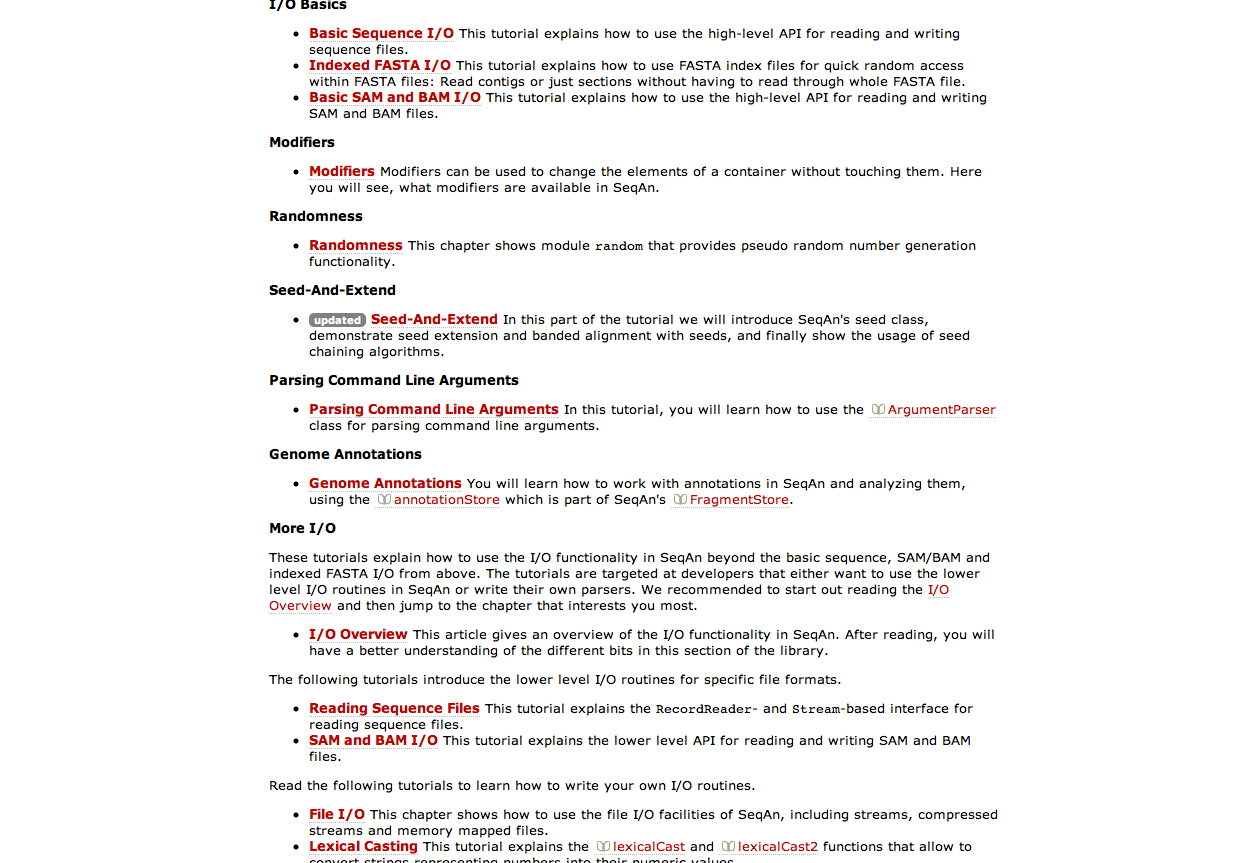 I/O Basics
Basic Sequence I/O This tutorial explains how to use the high-level API for reading and writing
sequence files.
Indexed FASTA I/O This tutorial explains how to use FASTA index files for quick random access
within FASTA files: Read contigs or just sections without having to read through whole FASTA file.
Basic SAM and BAM I/O This tutorial explains how to use the high-level API for reading and writing
SAM and BAM files.
Modifiers
Modifiers Modifiers can be used to change the elements of a container without touching them. Here
you will see, what modifiers are available in SeqAn.
Randomness
Randomness This chapter shows module random that provides pseudo random number generation
functionality.
Seed-And-Extend
updated Seed-And-Extend In this part of the tutorial we will introduce SeqAn's seed class,
demonstrate seed extension and banded alignment with seeds, and finally show the usage of seed
chaining algorithms.
Parsing Command Line Arguments
Parsing Command Line Arguments In this tutorial, you will learn how to use the ArgumentParser
class for parsing command line arguments.
Genome Annotations
Genome Annotations You will learn how to work with annotations in SeqAn and analyzing them,
using the annotationStore which is part of SeqAn's FragmentStore.
More I/O
These tutorials explain how to use the I/O functionality in SeqAn beyond the basic sequence, SAM/BAM and
indexed FASTA I/O from above. The tutorials are targeted at developers that either want to use the lower
level I/O routines in SeqAn or write their own parsers. We recommended to start out reading the I/O
Overview and then jump to the chapter that interests you most.
I/O Overview This article gives an overview of the I/O functionality in SeqAn. After reading, you will
have a better understanding of the different bits in this section of the library.
The following tutorials introduce the lower level I/O routines for specific file formats.
Reading Sequence Files This tutorial explains the RecordReader- and Stream-based interface for
reading sequence files.
SAM and BAM I/O This tutorial explains the lower level API for reading and writing SAM and BAM
files.
Read the following tutorials to learn how to write your own I/O routines.
File I/O This chapter shows how to use the file I/O facilities of SeqAn, including streams, compressed
streams and memory mapped files.
Lexical Casting This tutorial explains the lexicalCast and lexicalCast2 functions that allow to
convert strings representing numbers into their numeric values.